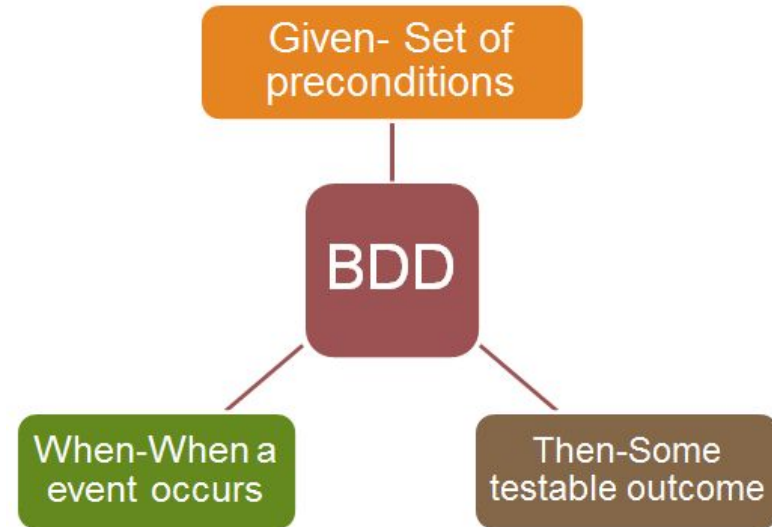 Given- Set of
preconditions
BDD
When-When a
event occurs
Then-Some
testable outcome